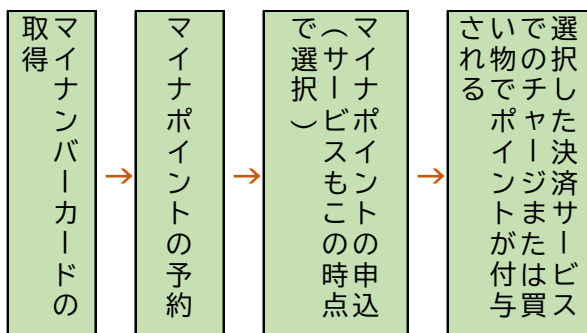 マイナンバーカードの
取得
→
マイナポイントの予約
→
マイナポイントの申込
(サービスもこの時点
で選択)
→
選択した決済サービス
でのチャージまたは買
い物でポイントが付与
される